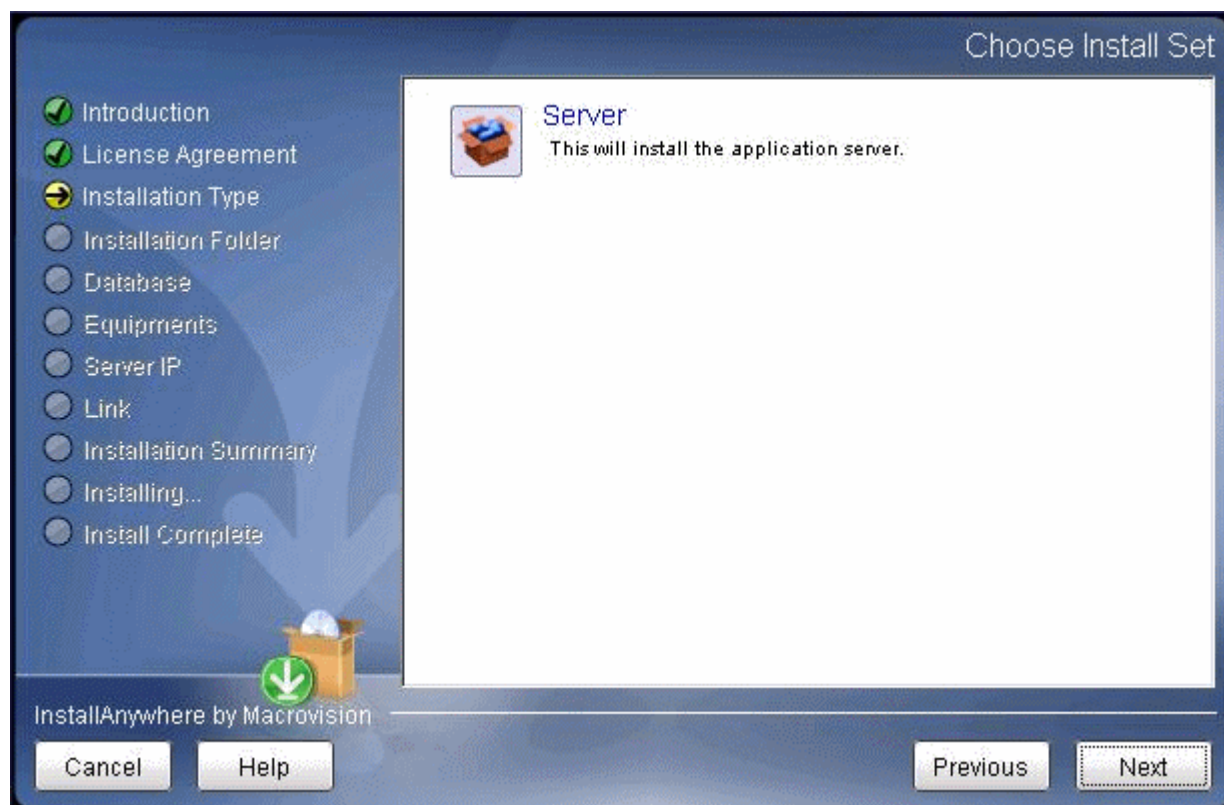 Choose Install Set
Introduction
License Agreement
Installation Type
Installation Folder
Database
Equipments
Server IP
Link
Installation Summary
Installing...
Install Complete
Server
This will install the application server.
InstallAnywhere by Macrovision
Cancel
Help
Previous
Next